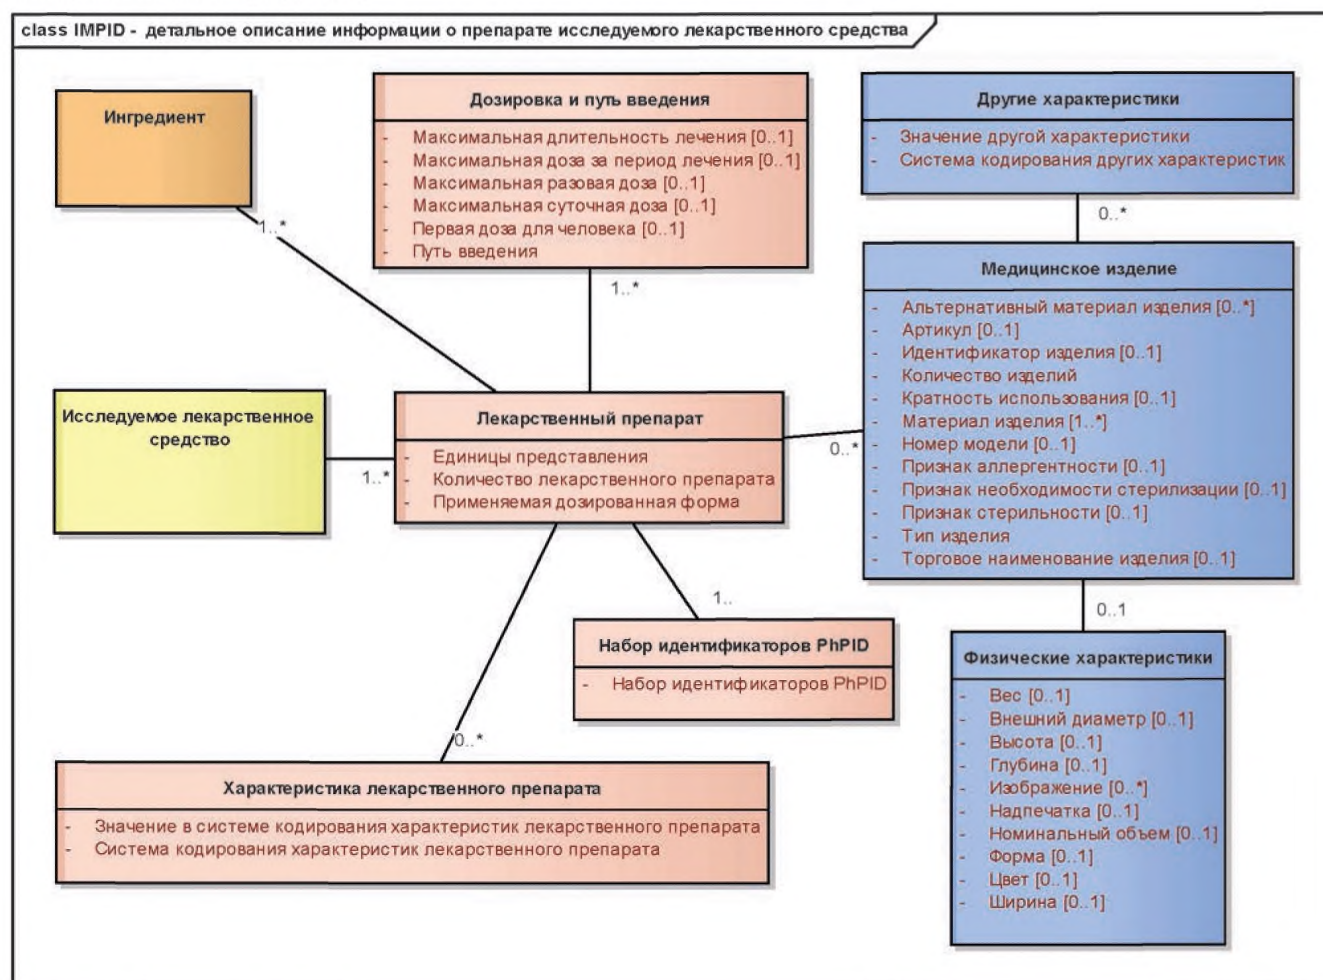 class IMPID - детальное описание информации о препарате исследуемого лекарственного средства
Ингредиент
1..*
Дозировка и путь введения
- Максимальная длительность лечения [0..1]
- Максимальная доза за период лечения [0..1]
- Максимальная разовая доза [0..1]
- Максимальная суточная доза [0..1]
- Первая доза для человека [0..1]
- Путь введения
1..*
Другие характеристики
- Значение другой характеристики
- Система кодирования других характеристик
0..*
Медицинское изделие
- Альтернативный материал изделия [0..*]
- Артикул [0..1]
- Идентификатор изделия [0..1]
- Количество изделий
- Кратность использования [0..1]
- Материал изделия [1..*]
- Номер модели [0..1]
- Признак аллергентности [0..1]
- Признак необходимости стерилизации [0..1]
- Признак стерильности [0..1]
- Тип изделия
- Торговое наименование изделия [0..1]
Исследуемое лекарственное
средство
1..*
Лекарственный препарат
- Единицы представления
- Количество лекарственного препарата
- Применяемая дозированная форма
0..*
1..
0..1
Набор идентификаторов PhPID
- Набор идентификаторов PhPID
Физические характеристики
- Вес [0..1]
- Внешний диаметр [0..1]
- Высота [0..1]
- Глубина [0..1]
- Изображение [0..*]
- Надпечатка [0..1]
- Номинальный объем [0..1]
- Форма [0..1]
- Цвет [0..1]
- Ширина [0..1]
0..*
Характеристика лекарственного препарата
- Значение в системе кодирования характеристик лекарственного препарата
- Система кодирования характеристик лекарственного препарата